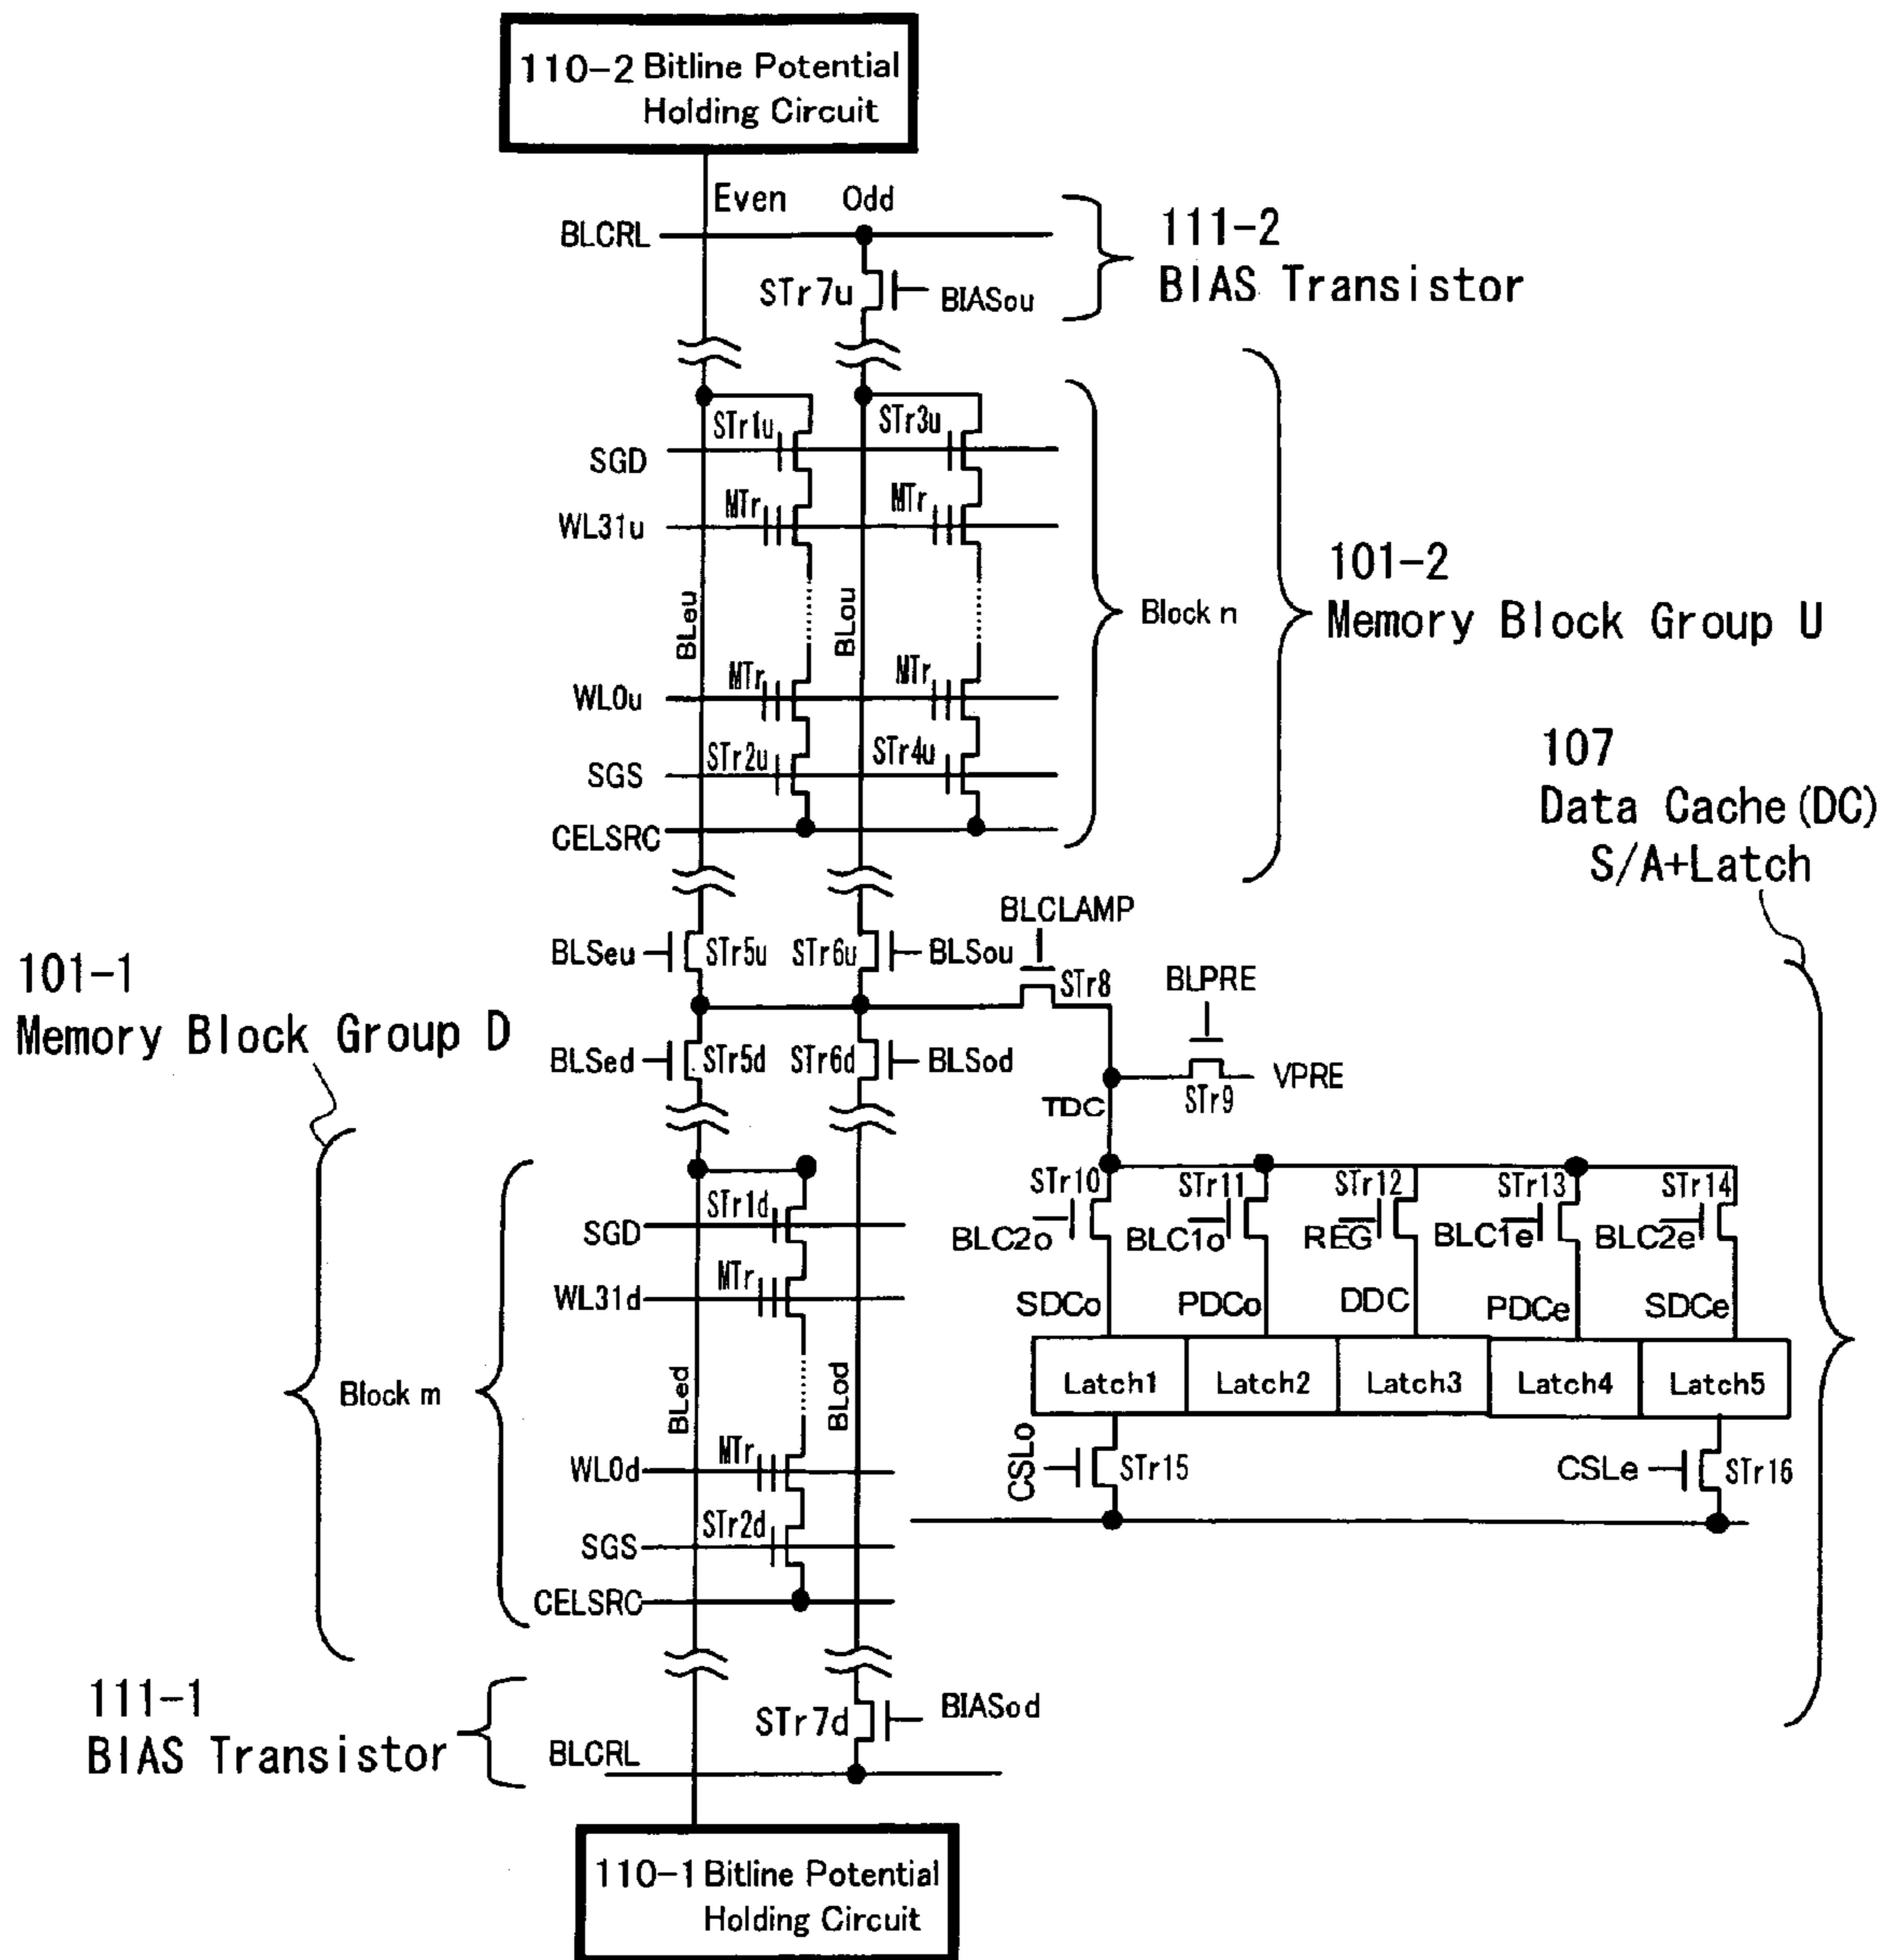 110-2 Bitline Potential
Holding Circuit
Even
Odd
BLCRL
STr7u
BIASou
111-2
BIAS Transistor
STr1u
STr3u
SGD
MTr
MTr
WL31u
BLeu
BLou
Block n
101-2
Memory Block Group U
MTr
MTr
WL0u
STr2u
STr4u
SGS
CELSRC
107
Data Cache(DC)
S/A+Latch
BLCLAMP
BLSeu
STr5u
STr6u
BLSou
STr8
BLPRE
101-1
Memory Block Group D
BLSed
STr5d
STr6d
BLSod
TDC
STr9
VPRE
STr10
STr11
STr12
STr13
STr14
BLC2o
BLC1o
REG
BLC1e
BLC2e
SDCo
PDCo
DDC
PDCe
SDCe
Latch1
Latch2
Latch3
Latch4
Latch5
CSLo
STr15
CSLe
STr16
STr1d
SGD
MTr
WL31d
BLed
BLod
Block m
MTr
WL0d
STr2d
SGS
CELSRC
111-1
BIAS Transistor
STr7d
BIASod
BLCRL
110-1 Bitline Potential
Holding Circuit